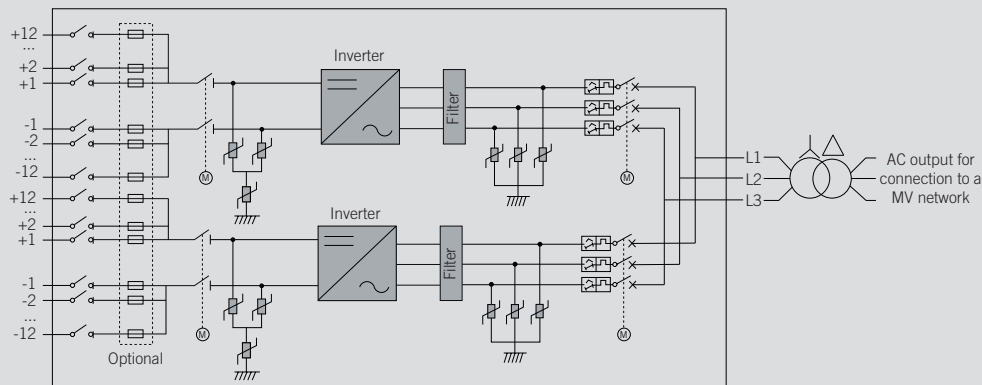 +12
...
+2
+1
-1
-2
...
-12
+12
...
+2
+1
-1
-2
...
-12
Optional
Inverter
Filter
M
M
Inverter
Filter
M
M
L1
L2
L3
AC output for
connection to a
MV network